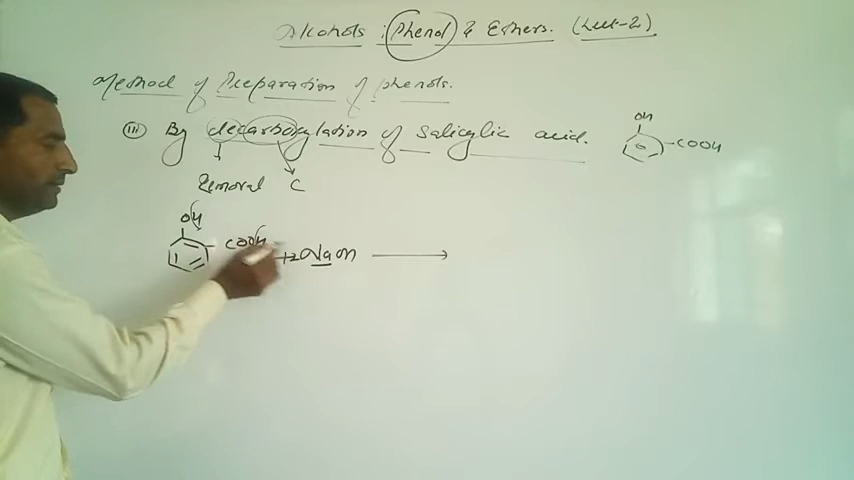 Alcohols : Phenol & Ethers. (Lect-2)
Method of Preparation of phenols.
(iii) By decarboxylation of Salicylic acid.
OH
COOH
Removal C
OH
COOH + 2NaOH